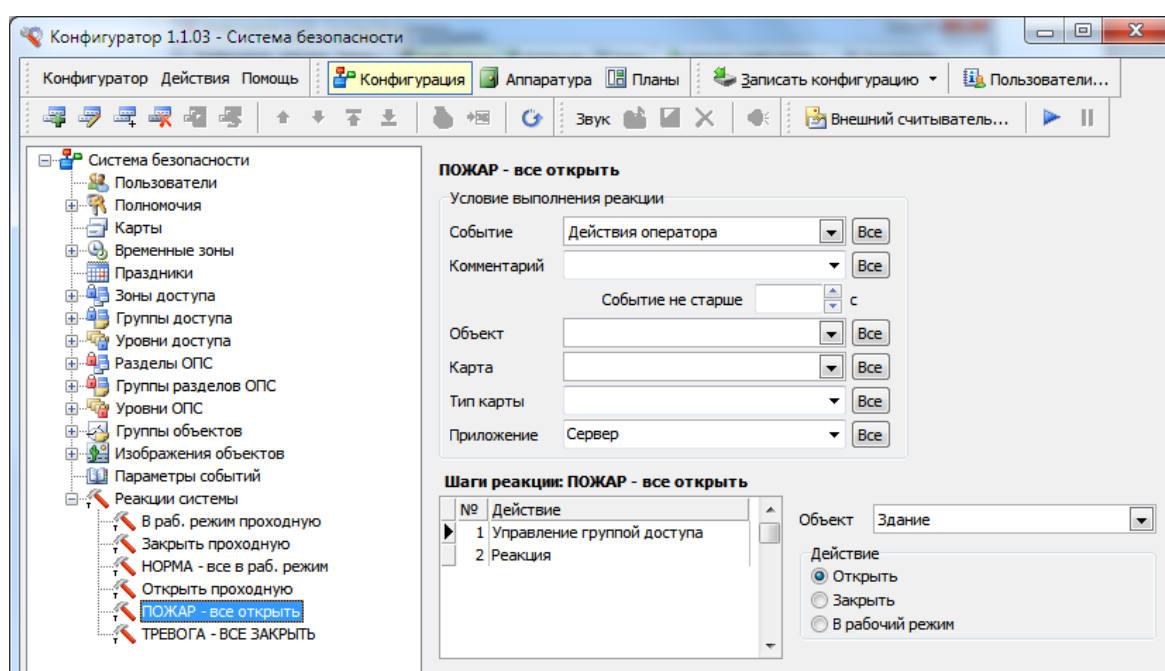 Конфигуратор 1.1.03 - Система безопасности
Конфигуратор Действия Помощь Конфигурация Аппаратура Планы Записать конфигурацию Пользователи...
Звук Внешний считыватель...
Система безопасности
Пользователи
Полномочия
Карты
Временные зоны
Праздники
Зоны доступа
Группы доступа
Уровни доступа
Разделы ОПС
Группы разделов ОПС
Уровни ОПС
Группы объектов
Изображения объектов
Параметры событий
Реакции системы
В раб. режим проходную
Закрыть проходную
НОРМА - все в раб. режим
Открыть проходную
ПОЖАР - все открыть
ТРЕВОГА - ВСЕ ЗАКРЫТЬ
ПОЖАР - все открыть
Условие выполнения реакции
Событие Действия оператора Все
Комментарий Все
Событие не старше с
Объект Все
Карта Все
Тип карты Все
Приложение Сервер Все
Шаги реакции: ПОЖАР - все открыть
№ Действие
1 Управление группой доступа
2 Реакция
Объект Здание
Действие
Открыть
Закрыть
В рабочий режим